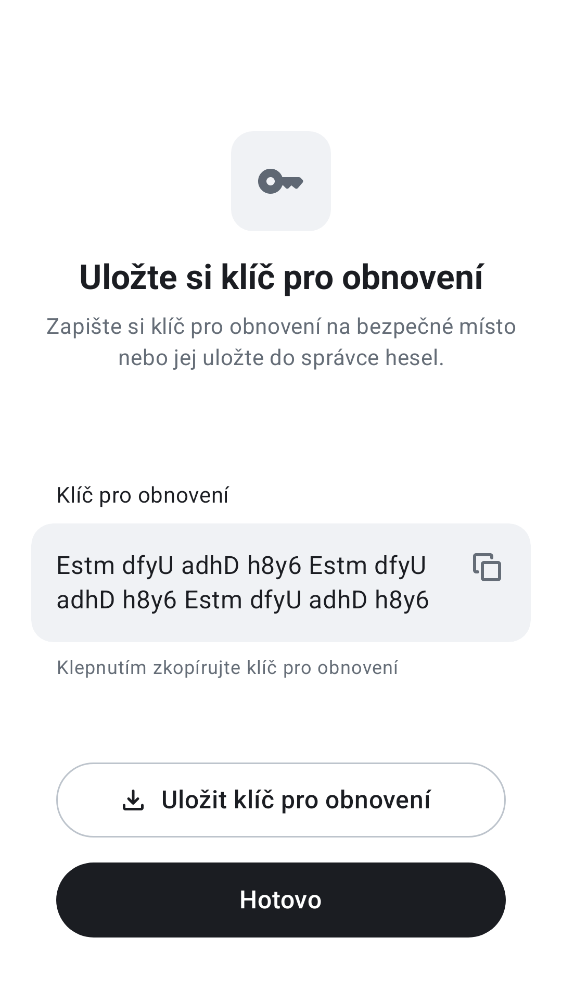 Uložte si klíč pro obnovení
Zapište si klíč pro obnovení na bezpečné místo
nebo jej uložte do správce hesel.
Klíč pro obnovení
Estm dfyU adhD h8y6 Estm dfyU
adhD h8y6 Estm dfyU adhD h8y6
Klepnutím zkopírujte klíč pro obnovení
Uložit klíč pro obnovení
Hotovo